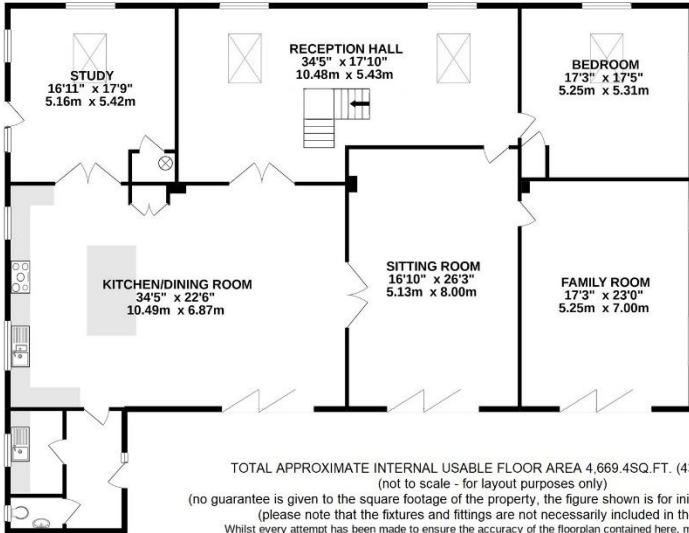 STUDY
16'11" x 17'9"
5.16m x 5.42m
RECEPTION HALL
34'5" x 17'10"
10.48m x 5.43m
BEDROOM
17'3" x 17'5"
5.25m x 5.31m
KITCHEN/DINING ROOM
34'5" x 22'6"
10.49m x 6.87m
SITTING ROOM
16'10" x 26'3"
5.13m x 8.00m
FAMILY ROOM
17'3" x 23'0"
5.25m x 7.00m
TOTAL APPROXIMATE INTERNAL USABLE FLOOR AREA 4,669.4SQ.FT.
(not to scale - for layout purposes only)
(no guarantee is given to the square footage of the property, the figure shown is for
(please note that the fixtures and fittings are not necessarily included in
Whilst every attempt has been made to ensure the accuracy of the floorplan contained here,